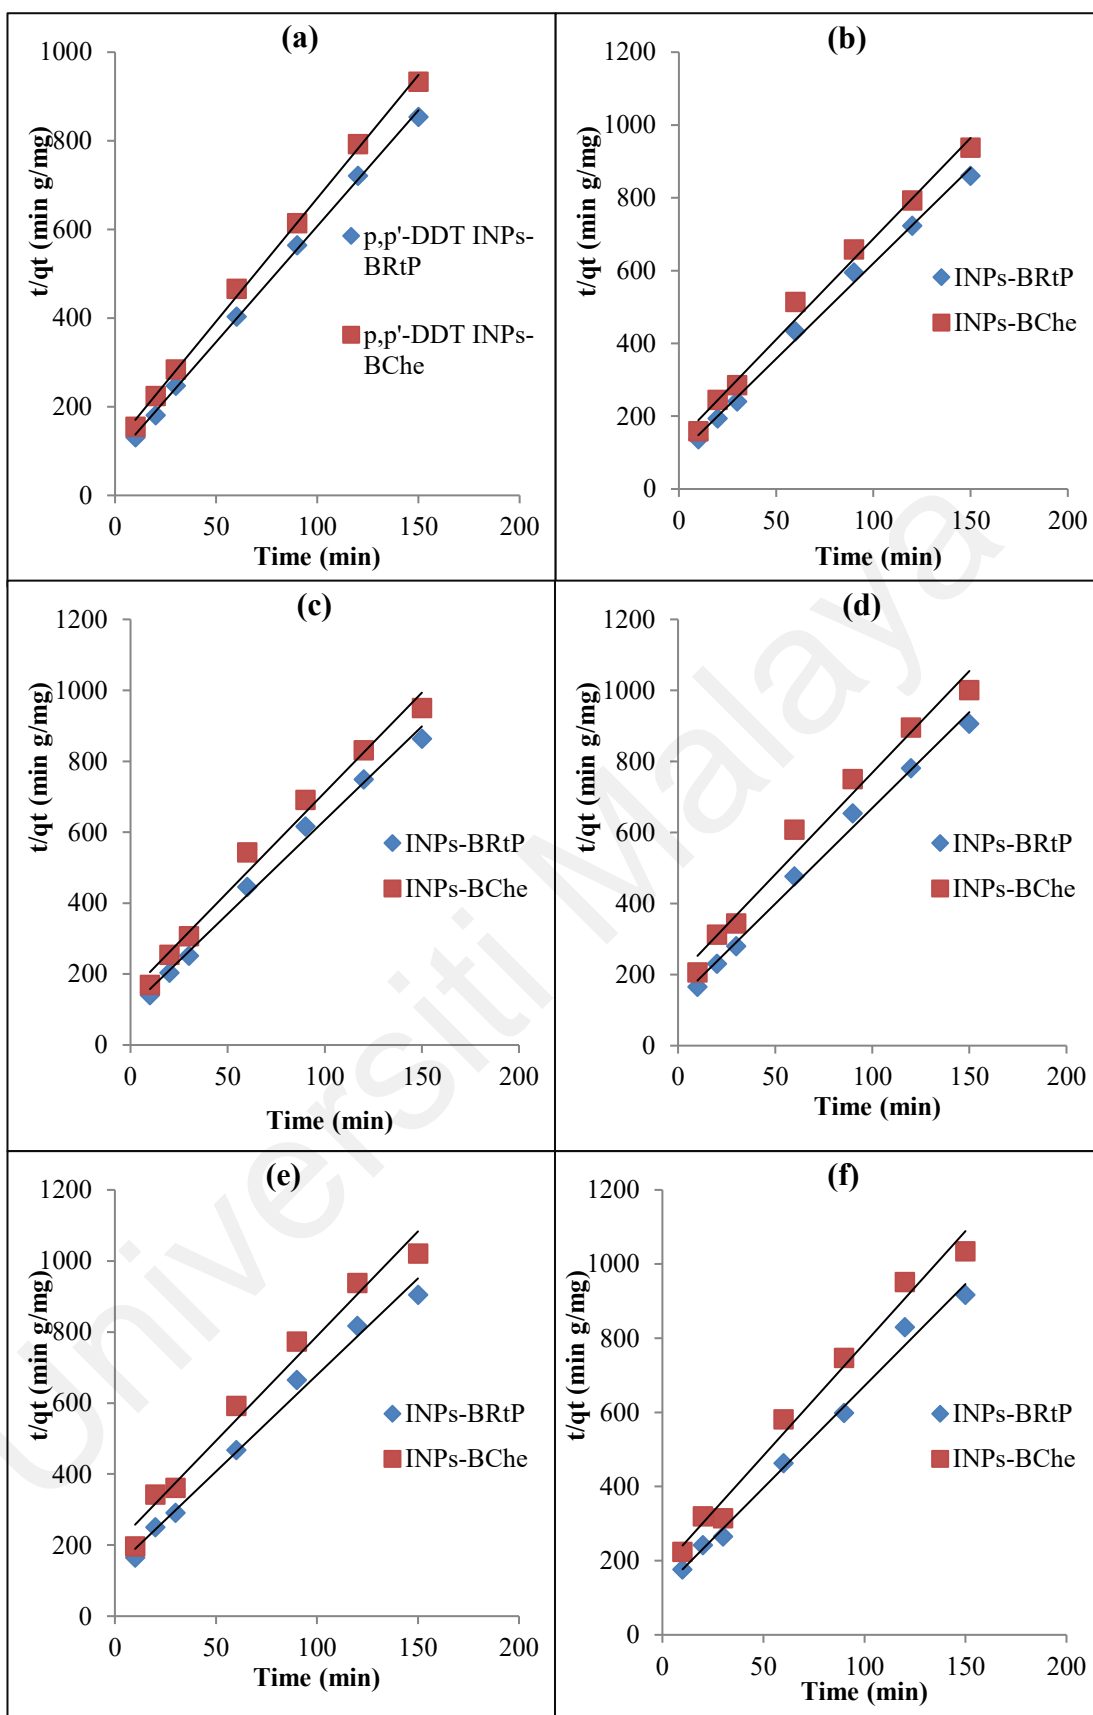 (a)
1000
800
600
400
200
0
t/qt (min g/mg)
p,p'-DDT INPs-
BRtP
p,p'-DDT INPs-
BChe
0 50 100 150 200
Time (min)
(b)
1200
1000
800
600
400
200
0
t/qt (min g/mg)
INPs-BRtP
INPs-BChe
0 50 100 150 200
Time (min)
(c)
1200
1000
800
600
400
200
0
t/qt (min g/mg)
INPs-BRtP
INPs-BChe
0 50 100 150 200
Time (min)
(d)
1200
1000
800
600
400
200
0
t/qt (min g/mg)
INPs-BRtP
INPs-BChe
0 50 100 150 200
Time (min)
(e)
1200
1000
800
600
400
200
0
t/qt (min g/mg)
INPs-BRtP
INPs-BChe
0 50 100 150 200
Time (min)
(f)
1200
1000
800
600
400
200
0
t/qt (min g/mg)
INPs-BRtP
INPs-BChe
0 50 100 150 200
Time (min)
Universiti Malaya